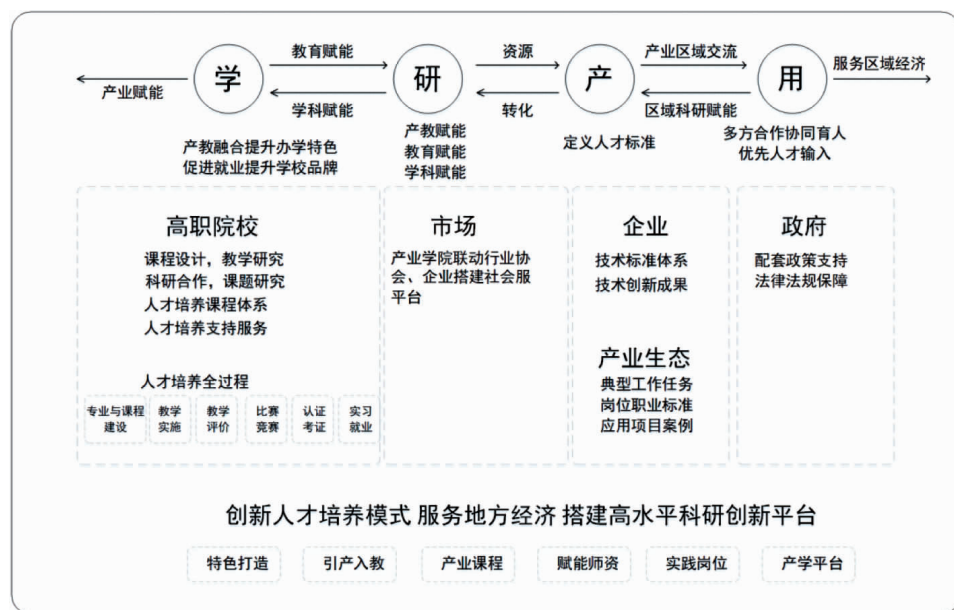 教育赋能
资源
产业区域交流
学
研
产
用
服务区域经济
产业赋能
学科赋能
转化
区域科研赋能
产教融合提升办学特色
促进就业提升学校品牌
产教赋能
教育赋能
学科赋能
定义人才标准
多方合作协同育人
优先人才输入
高职院校
课程设计，教学研究
科研合作，课题研究
人才培养课程体系
人才培养支持服务
人才培养全过程
专业与课程
建设
教学
实施
教学
评价
比赛
竞赛
认证
考证
实习
就业
市场
产业学院联动行业协
会、企业搭建社会服
平台
企业
技术标准体系
技术创新成果
产业生态
典型工作任务
岗位职业标准
应用项目案例
政府
配套政策支持
法律法规保障
创新人才培养模式 服务地方经济 搭建高水平科研创新平台
特色打造
引产入教
产业课程
赋能师资
实践岗位
产学平台